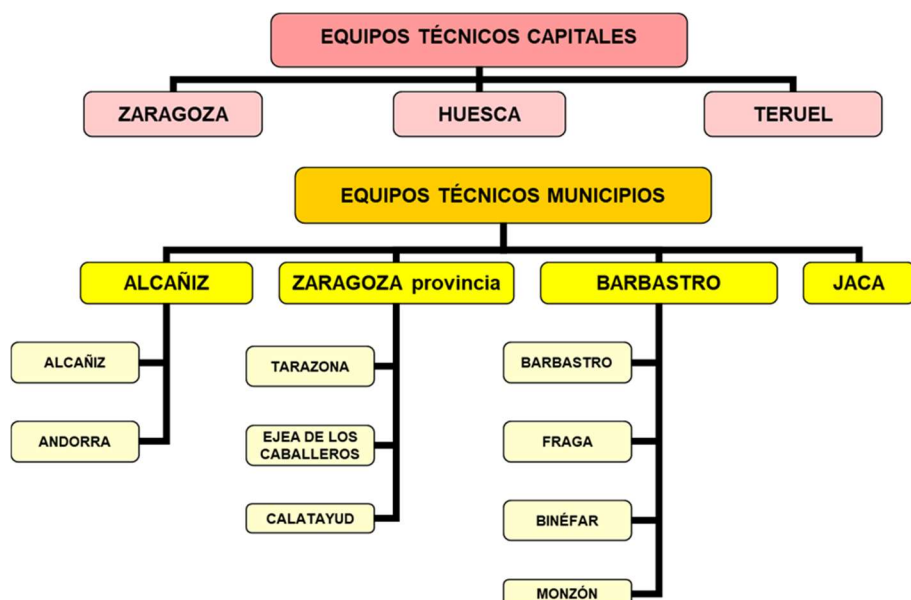 EQUIPOS TÉCNICOS CAPITALES
ZARAGOZA
HUESCA
TERUEL
EQUIPOS TÉCNICOS MUNICIPIOS
ALCAÑIZ
ZARAGOZA provincia
BARBASTRO
JACA
ALCAÑIZ
ANDORRA
TARAZONA
EJEA DE LOS
CABALLEROS
CALATAYUD
BARBASTRO
FRAGA
BINÉFAR
MONZÓN